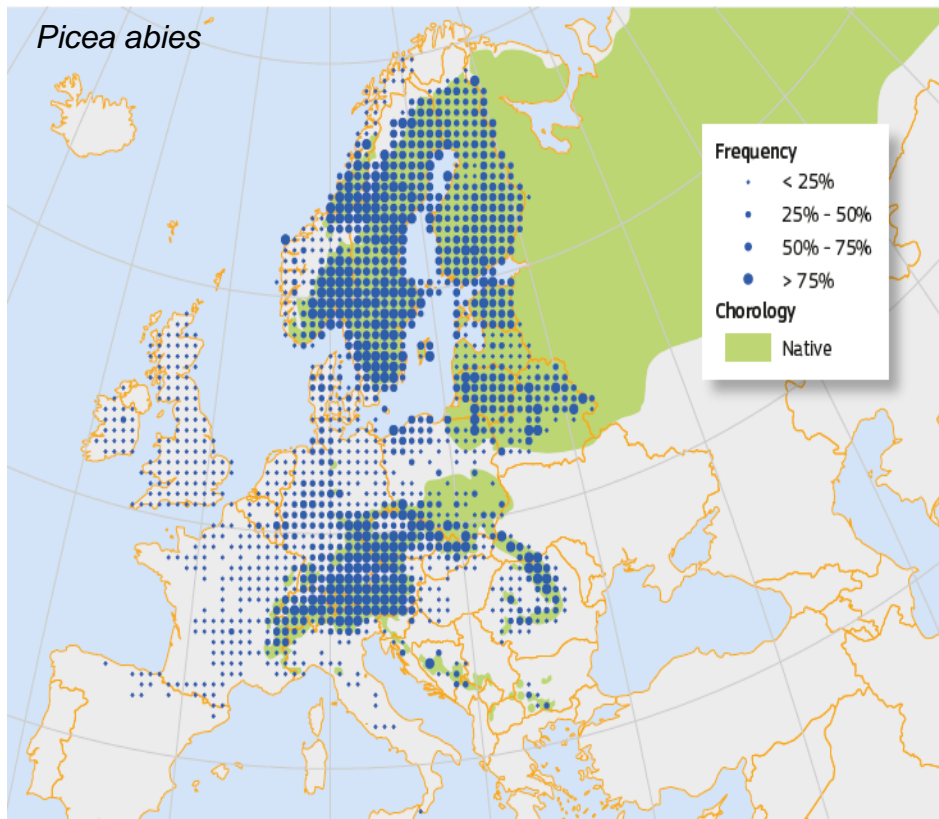 Picea abies
Frequency
< 25%
25% - 50%
50% - 75%
> 75%
Chorology
Native